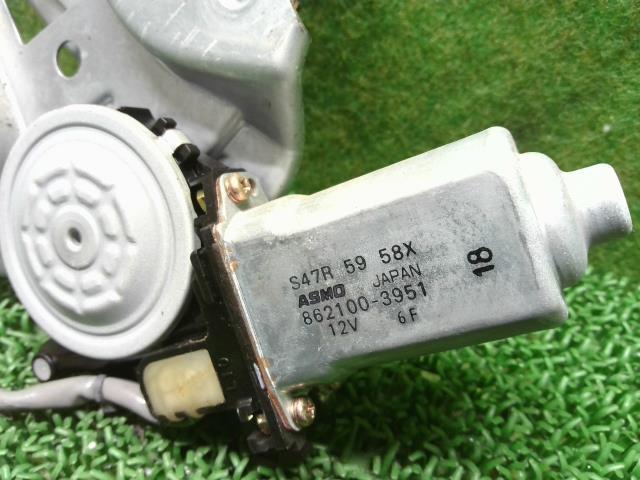 S47R 59 58X
ASMO JAPAN
862100-3951
12V 6F
18